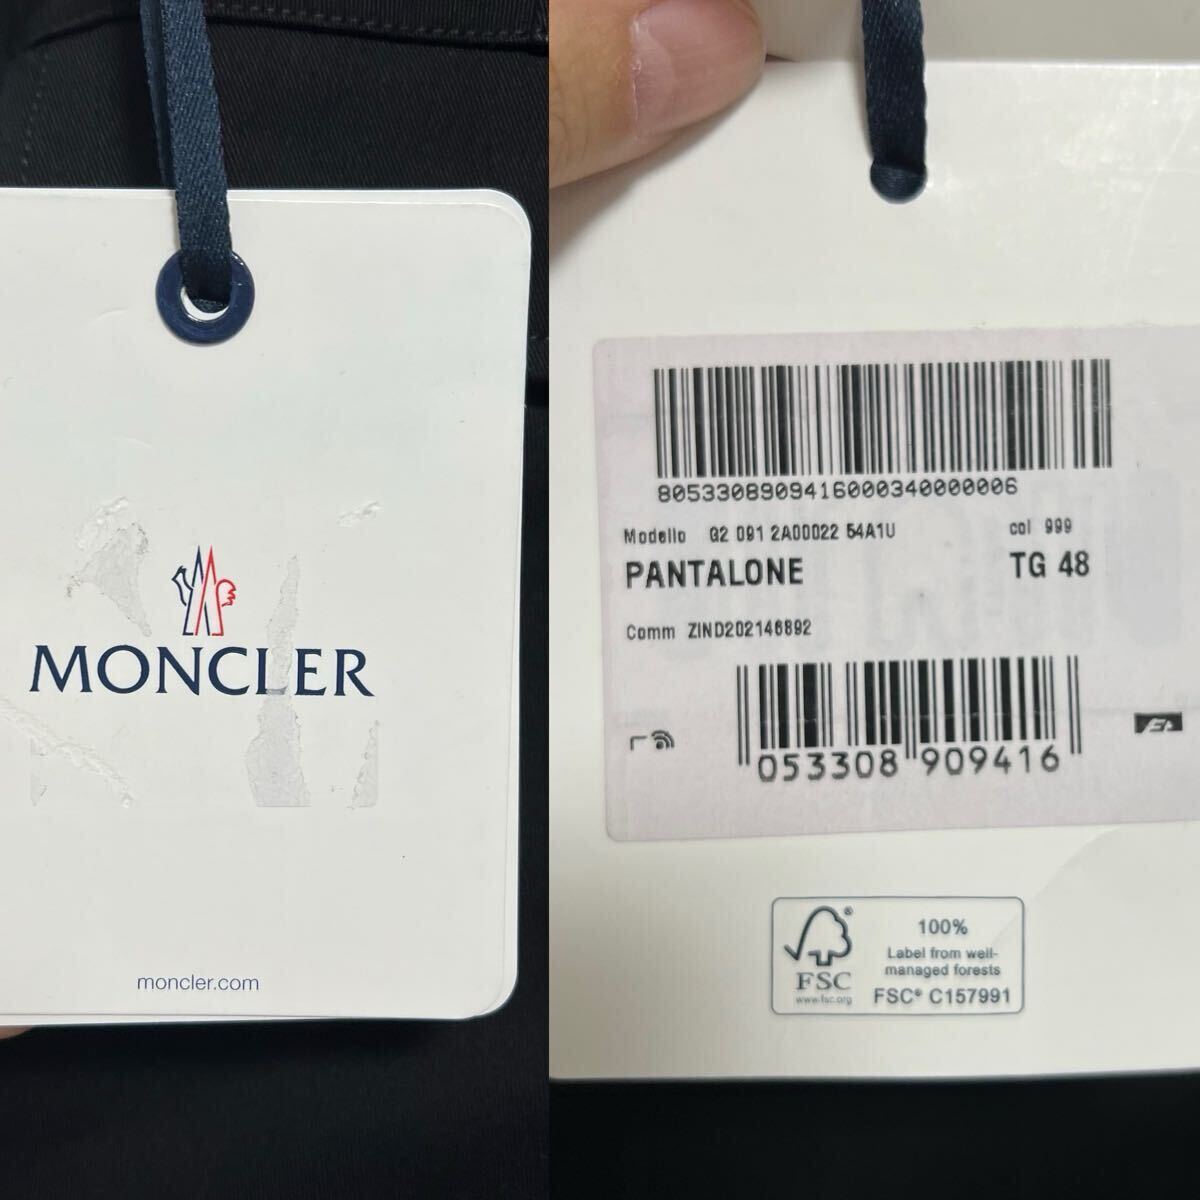 MONCLER
moncler.com
8053308909416000340000006
Modello G2 091 2A00022 54A1U col 999
PANTALONE TG 48
Comm ZIND202146892
053308 909416
FSC
www.fsc.org
100%
Label from well-
managed forests
FSC® C157991